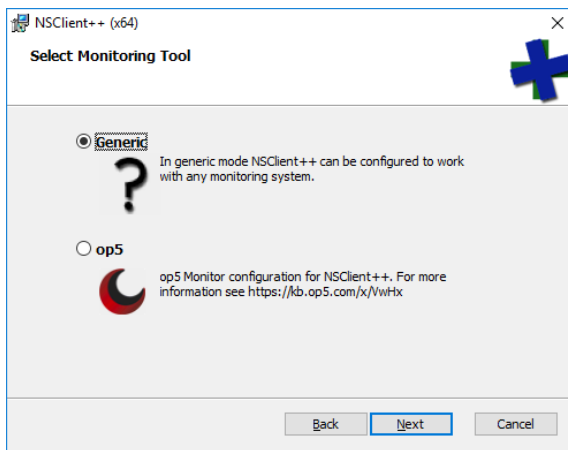 NSClient++ (x64)
Select Monitoring Tool
Generic
In generic mode NSClient++ can be configured to work
with any monitoring system.
op5
op5 Monitor configuration for NSClient++. For more
information see https://kb.op5.com/x/VwHx
Back Next Cancel